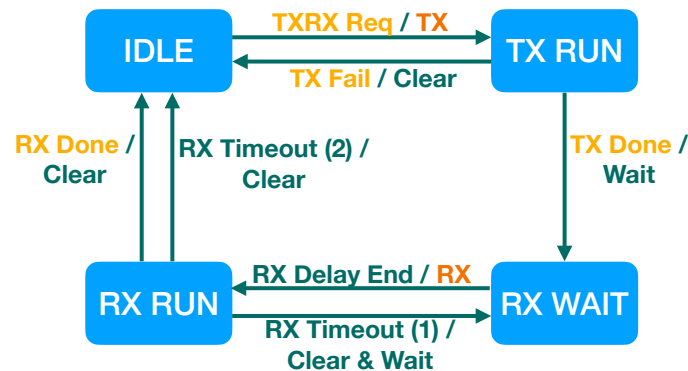 TXRX Req / TX
IDLE
TX RUN
TX Fail / Clear
RX Done /
Clear
RX Timeout (2) /
Clear
TX Done /
Wait
RX Delay End / RX
RX RUN
RX WAIT
RX Timeout (1) /
Clear & Wait